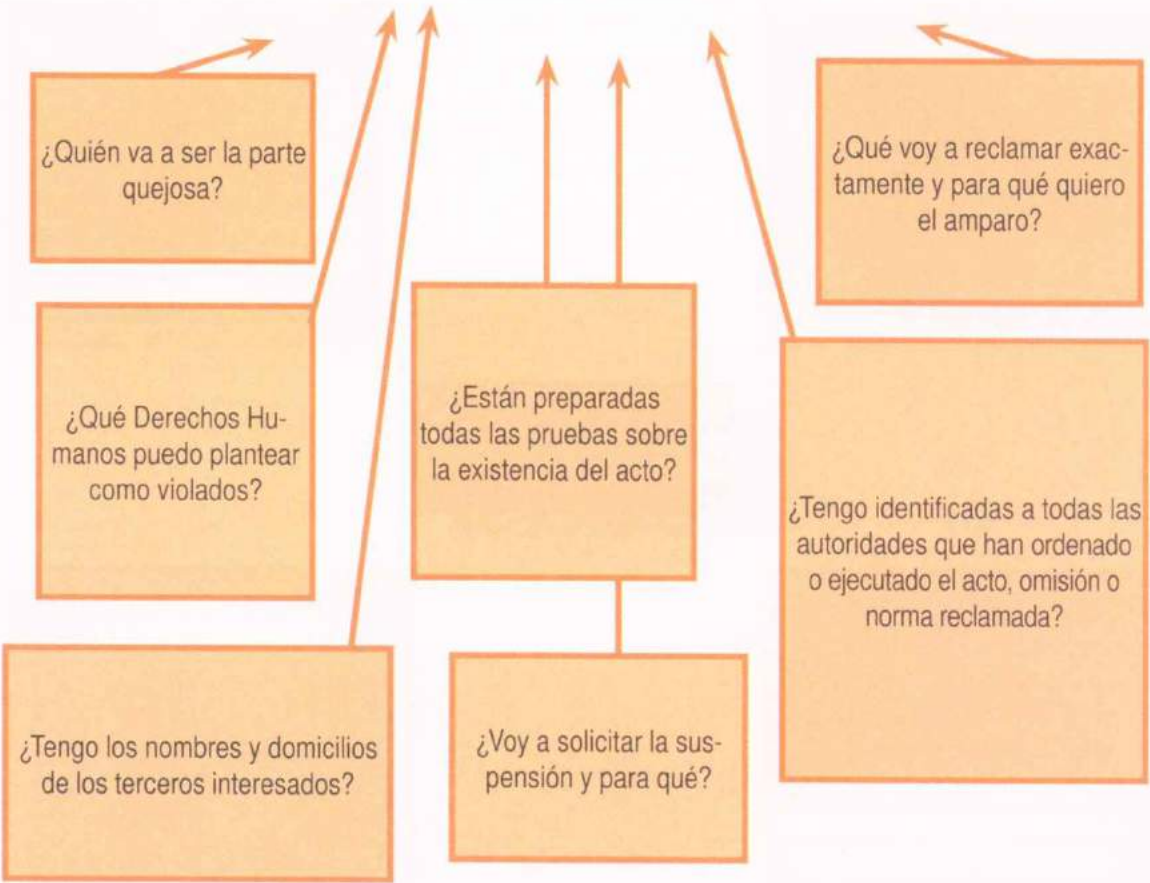 ¿Quién va a ser la parte
quejosa?
¿Qué voy a reclamar exac-
tamente y para qué quiero
el amparo?
¿Qué Derechos Hu-
manos puedo plantear
como violados?
¿Están preparadas
todas las pruebas sobre
la existencia del acto?
¿Tengo identificadas a todas las
autoridades que han ordenado
o ejecutado el acto, omisión o
norma reclamada?
¿Tengo los nombres y domicilios
de los terceros interesados?
¿Voy a solicitar la sus-
pensión y para qué?